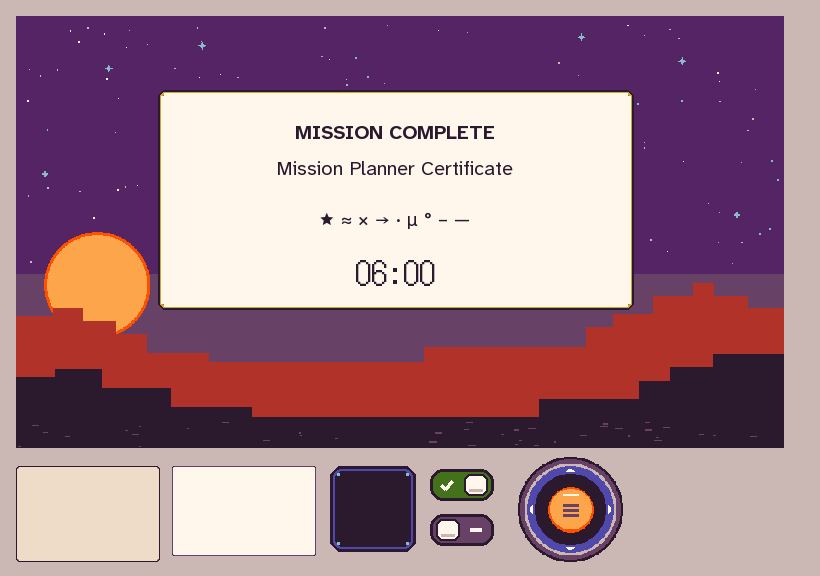 MISSION COMPLETE
Mission Planner Certificate
★ ≈ × → · µ ° – —
06:00